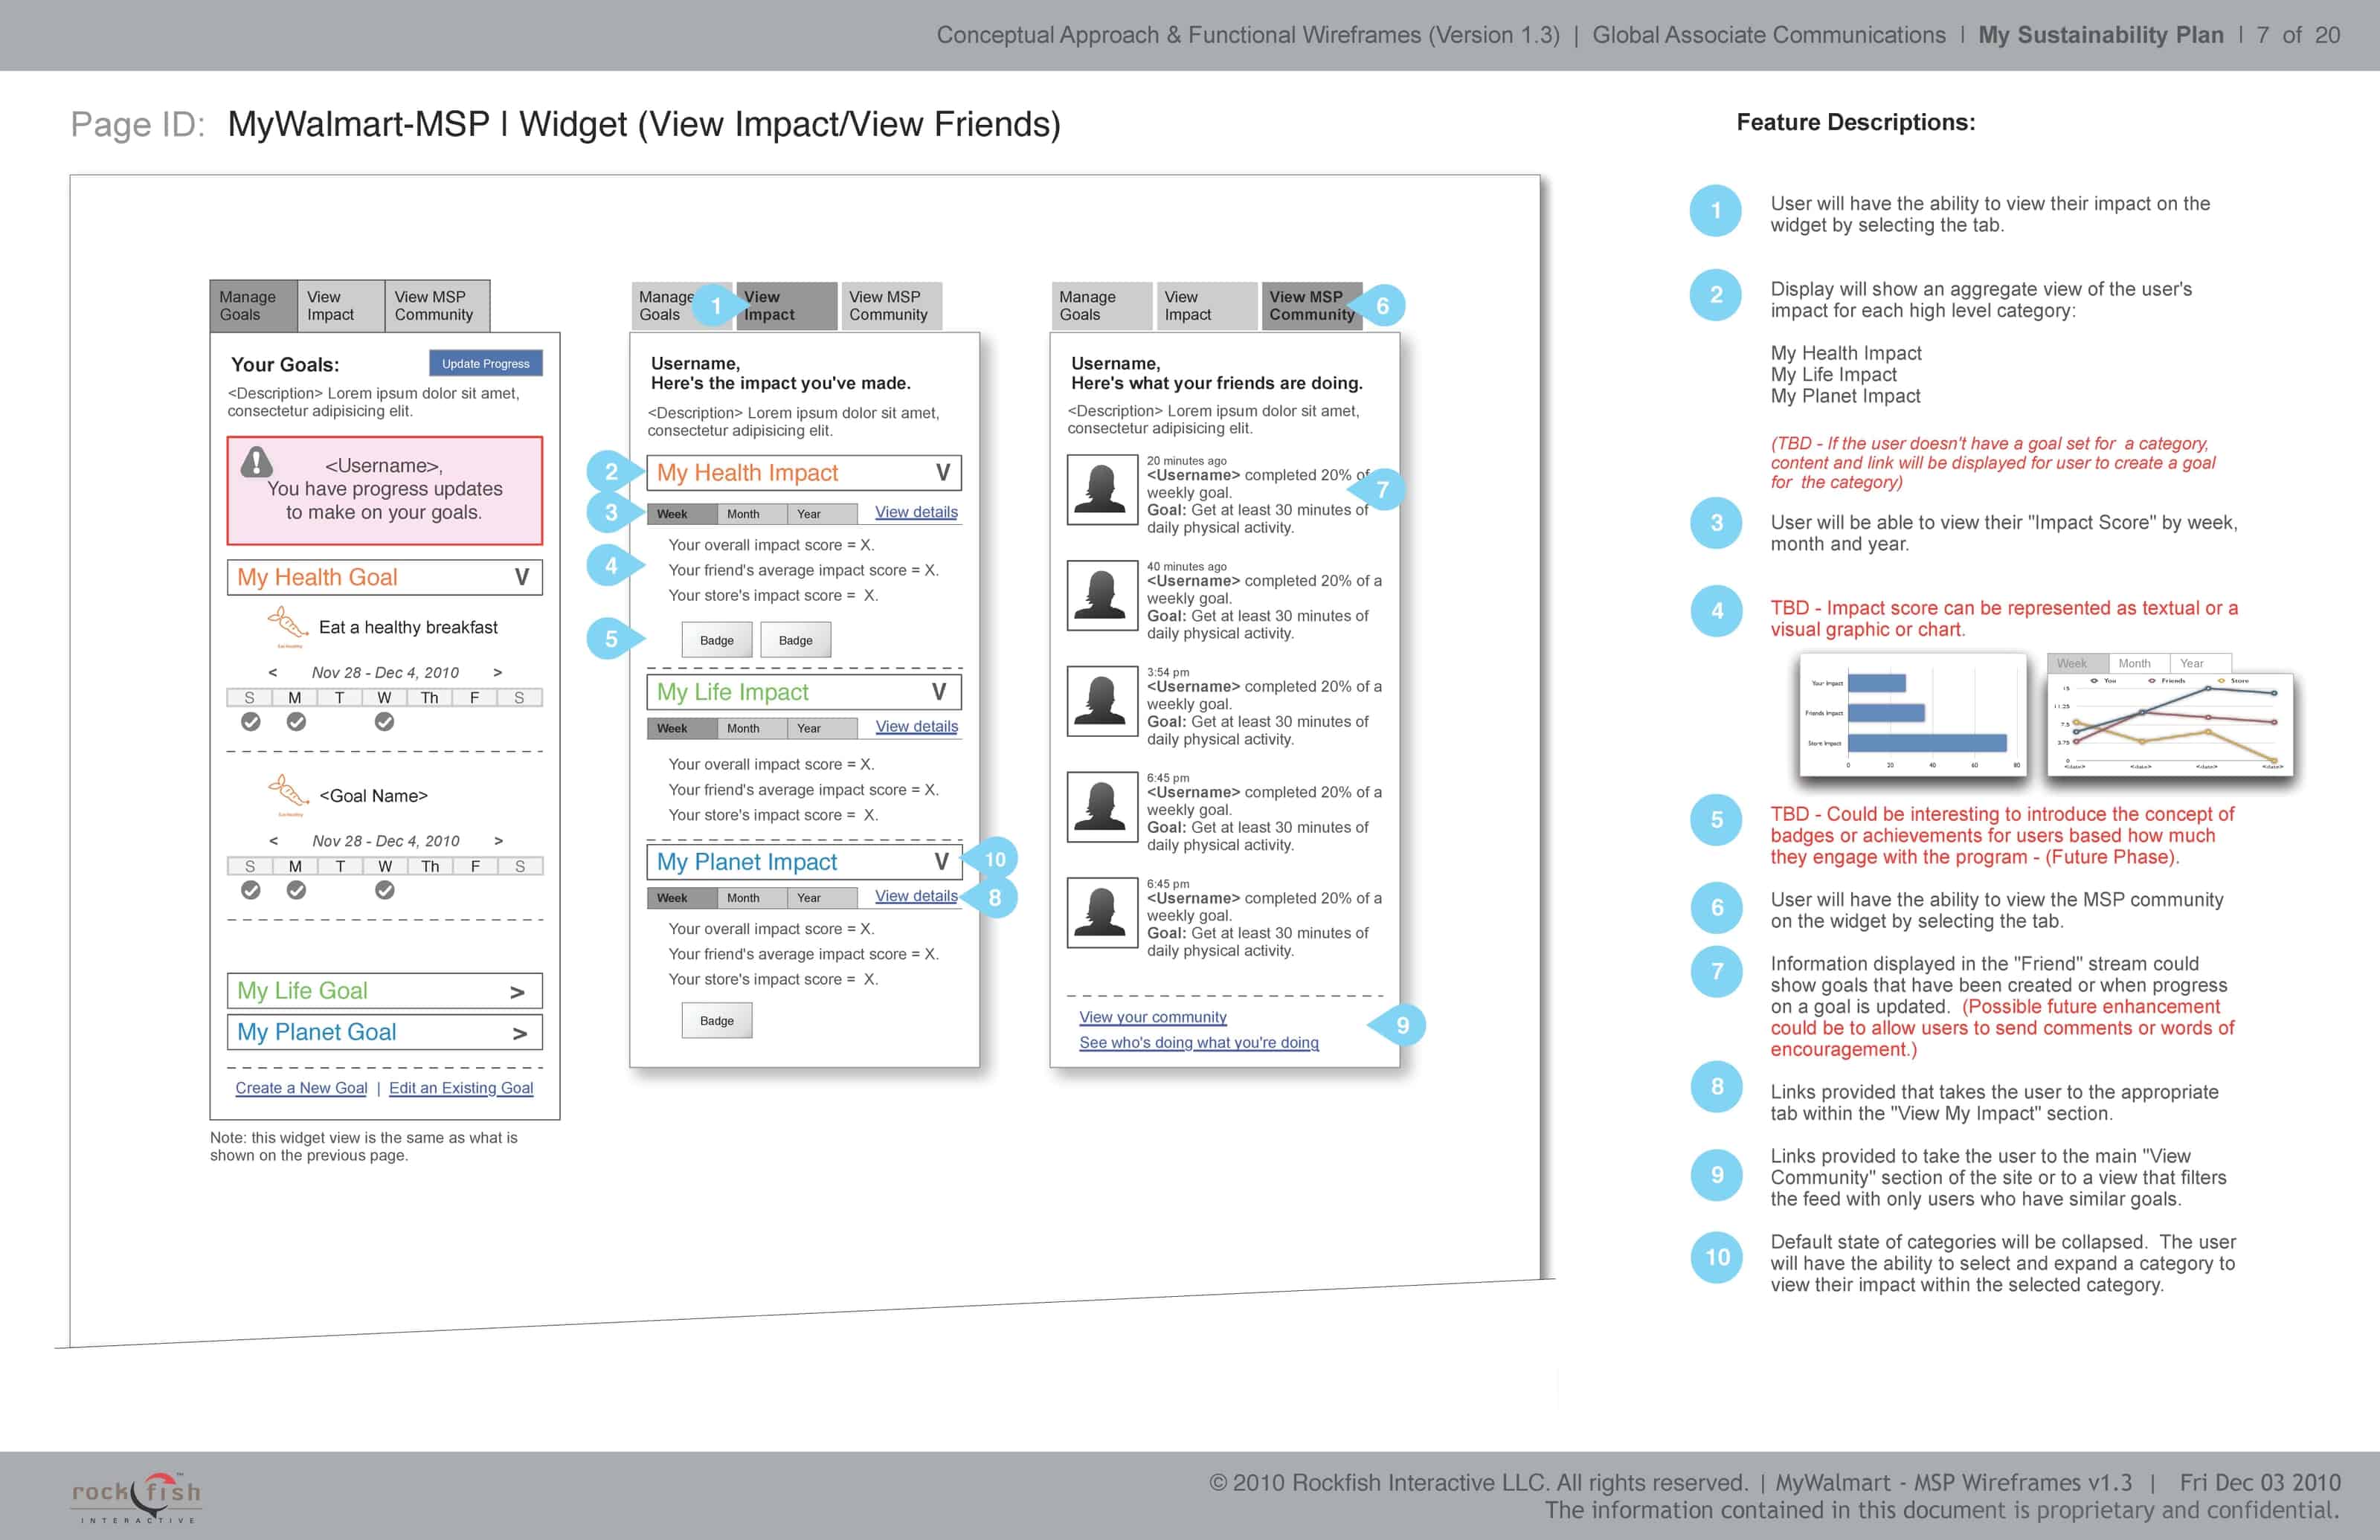 Conceptual Approach & Functional Wireframes (Version 1.3) | Global Associate Communications | My Sustainability Plan | 7 of 20
Page ID: MyWalmart-MSP | Widget (View Impact/View Friends)
Manage Goals
View Impact
View MSP Community
Your Goals:
Update Progress
<Description> Lorem ipsum dolor sit amet,
consectetur adipisicing elit.
!
<Username>,
You have progress updates
to make on your goals.
My Health Goal V
Eat a healthy breakfast
< Nov 28 - Dec 4, 2010 >
S M T W Th F S
<Goal Name>
< Nov 28 - Dec 4, 2010 >
S M T W Th F S
My Life Goal >
My Planet Goal >
Create a New Goal | Edit an Existing Goal
Note: this widget view is the same as what is
shown on the previous page.
Manage Goals
1
View Impact
View MSP Community
Username,
Here's the impact you've made.
<Description> Lorem ipsum dolor sit amet,
consectetur adipisicing elit.
2
My Health Impact V
3
Week Month Year View details
Your overall impact score = X.
4
Your friend's average impact score = X.
Your store's impact score = X.
5
Badge Badge
My Life Impact V
Week Month Year View details
Your overall impact score = X.
Your friend's average impact score = X.
Your store's impact score = X.
My Planet Impact V
10
Week Month Year View details
8
Your overall impact score = X.
Your friend's average impact score = X.
Your store's impact score = X.
Badge
Manage Goals
View Impact
View MSP Community
6
Username,
Here's what your friends are doing.
<Description> Lorem ipsum dolor sit amet,
consectetur adipisicing elit.
20 minutes ago
<Username> completed 20% of
7
weekly goal.
Goal: Get at least 30 minutes of
daily physical activity.
40 minutes ago
<Username> completed 20% of a
weekly goal.
Goal: Get at least 30 minutes of
daily physical activity.
3:54 pm
<Username> completed 20% of a
weekly goal.
Goal: Get at least 30 minutes of
daily physical activity.
6:45 pm
<Username> completed 20% of a
weekly goal.
Goal: Get at least 30 minutes of
daily physical activity.
6:45 pm
<Username> completed 20% of a
weekly goal.
Goal: Get at least 30 minutes of
daily physical activity.
View your community
9
See who's doing what you're doing
Feature Descriptions:
1
User will have the ability to view their impact on the
widget by selecting the tab.
2
Display will show an aggregate view of the user's
impact for each high level category:
My Health Impact
My Life Impact
My Planet Impact
(TBD - If the user doesn't have a goal set for a category,
content and link will be displayed for user to create a goal
for the category)
3
User will be able to view their "Impact Score" by week,
month and year.
4
TBD - Impact score can be represented as textual or a
visual graphic or chart.
Your Impact
Friends Impact
Store Impact
0 20 40 60 80
Week Month Year
You Friends Store
15
11.25
7.5
3.75
0
<date> <date> <date> <date>
5
TBD - Could be interesting to introduce the concept of
badges or achievements for users based how much
they engage with the program - (Future Phase).
6
User will have the ability to view the MSP community
on the widget by selecting the tab.
7
Information displayed in the "Friend" stream could
show goals that have been created or when progress
on a goal is updated. (Possible future enhancement
could be to allow users to send comments or words of
encouragement.)
8
Links provided that takes the user to the appropriate
tab within the "View My Impact" section.
9
Links provided to take the user to the main "View
Community" section of the site or to a view that filters
the feed with only users who have similar goals.
10
Default state of categories will be collapsed. The user
will have the ability to select and expand a category to
view their impact within the selected category.
rockfish™
INTERACTIVE
© 2010 Rockfish Interactive LLC. All rights reserved. | MyWalmart - MSP Wireframes v1.3 | Fri Dec 03 2010
The information contained in this document is proprietary and confidential.